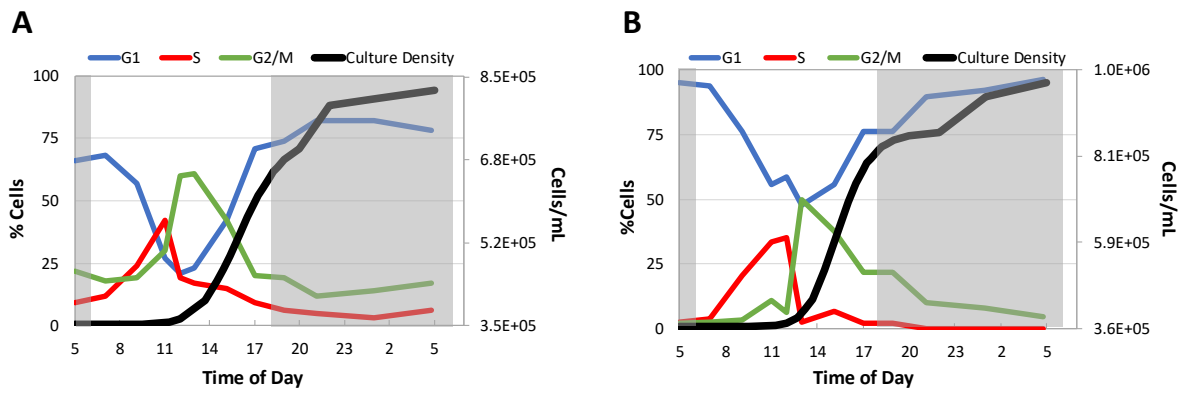 A
G1 S G2/M Culture Density
100
75
50
25
0
% Cells
8.5E+05
6.8E+05
5.2E+05
3.5E+05
Cells/mL
5 8 11 14 17 20 23 2 5
Time of Day
B
G1 S G2/M Culture Density
100
75
50
25
0
%Cells
1.0E+06
8.1E+05
5.9E+05
3.6E+05
Cells/mL
5 8 11 14 17 20 23 2 5
Time of Day